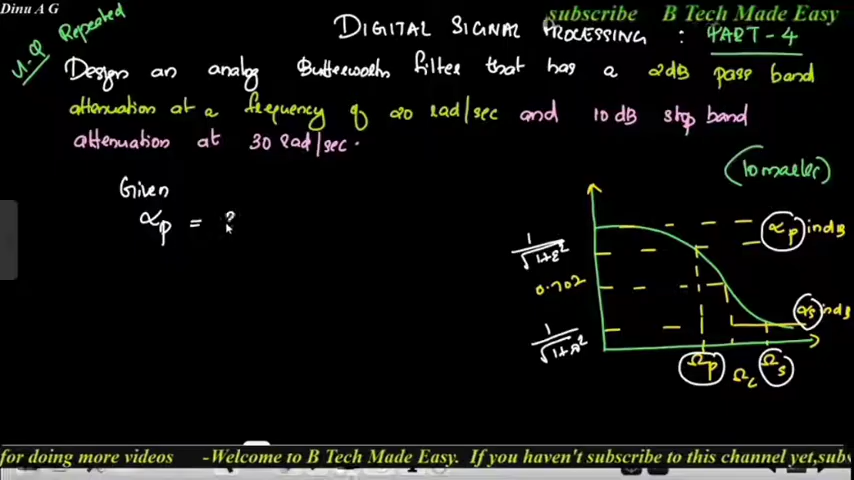 Dinu A G
subscribe B Tech Made Easy
U.Q Repeated
DIGITAL SIGNAL PROCESSING : PART-4
Design an analog Butterworth filter that has a 2dB pass band
attenuation at a frequency of 20 rad/sec and 10 dB stop band
attenuation at 30 rad/sec.
(10 marks)
Given
αp = ?
αp in dB
1/√1+ε²
0.702
αs in dB
1/√1+λ²
Ωp Ωc Ωs
for doing more videos -Welcome to B Tech Made Easy. If you haven't subscribe to this channel yet,subs